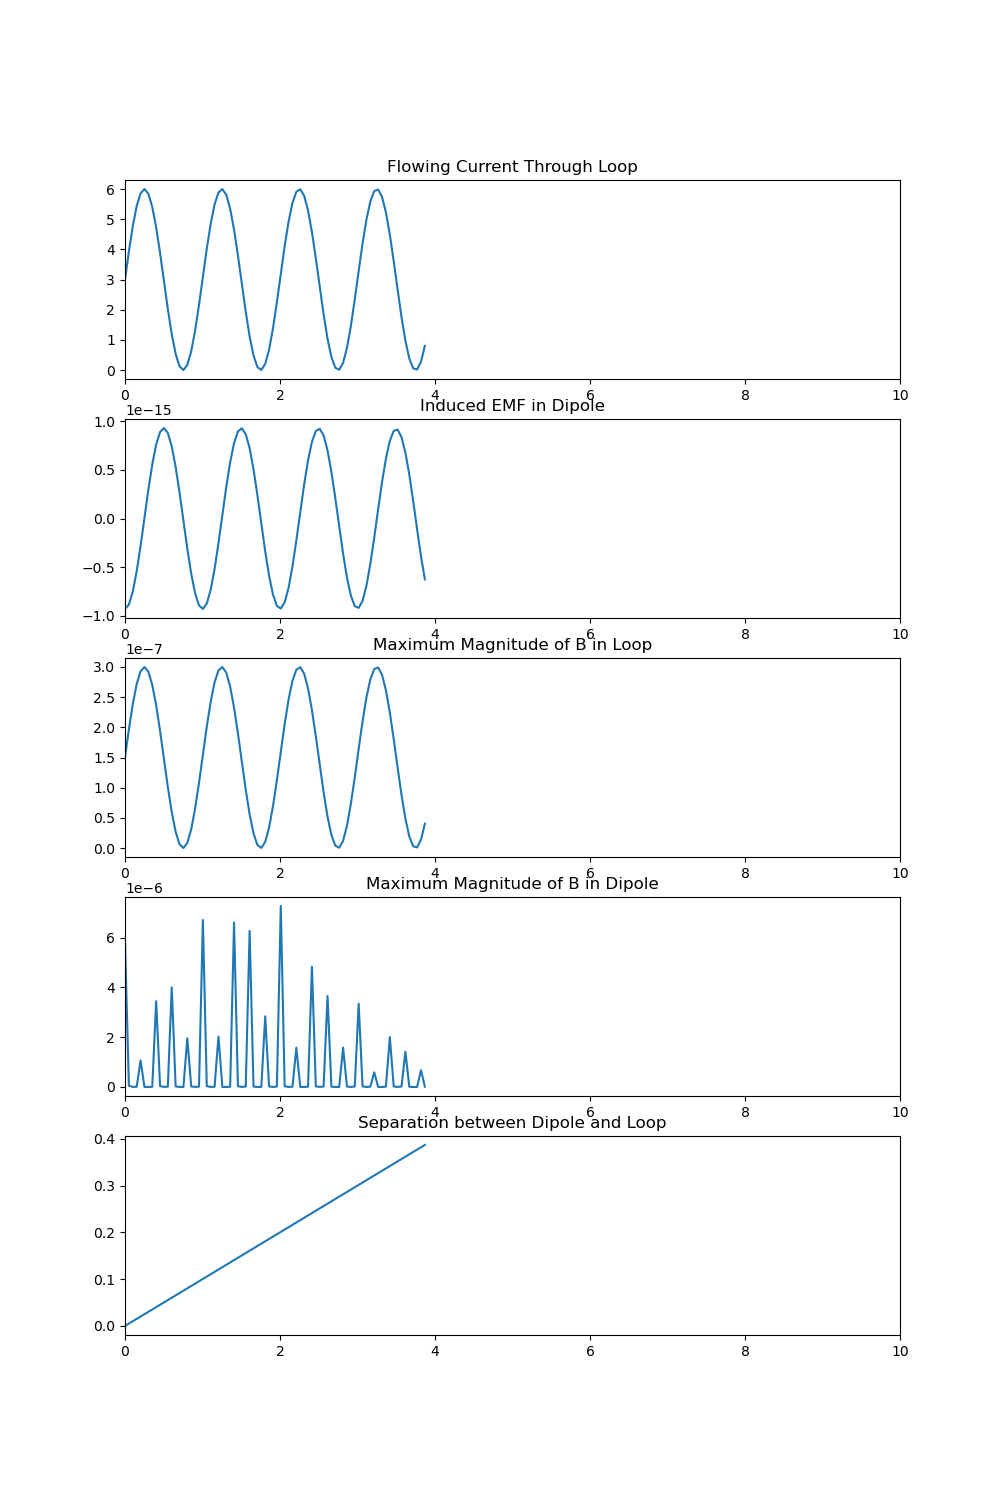 Flowing Current Through Loop
6
5
4
3
2
1
0
0 2 4 6 8 10
Induced EMF in Dipole
1e−15
1.0
0.5
0.0
−0.5
−1.0
0 2 4 6 8 10
Maximum Magnitude of B in Loop
1e−7
3.0
2.5
2.0
1.5
1.0
0.5
0.0
0 2 4 6 8 10
Maximum Magnitude of B in Dipole
1e−6
6
4
2
0
0 2 4 6 8 10
Separation between Dipole and Loop
0.4
0.3
0.2
0.1
0.0
0 2 4 6 8 10